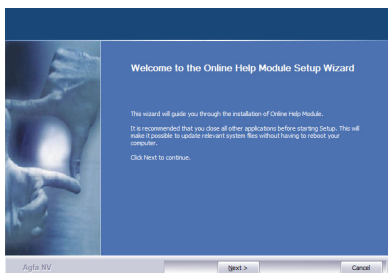 Welcome to the Online Help Module Setup Wizard
This wizard will guide you through the installation of Online Help Module.
It is recommended that you close all other applications before starting Setup. This will
make it possible to update relevant system files without having to reboot your
computer.
Click Next to continue.
Agfa NV
Next >
Cancel